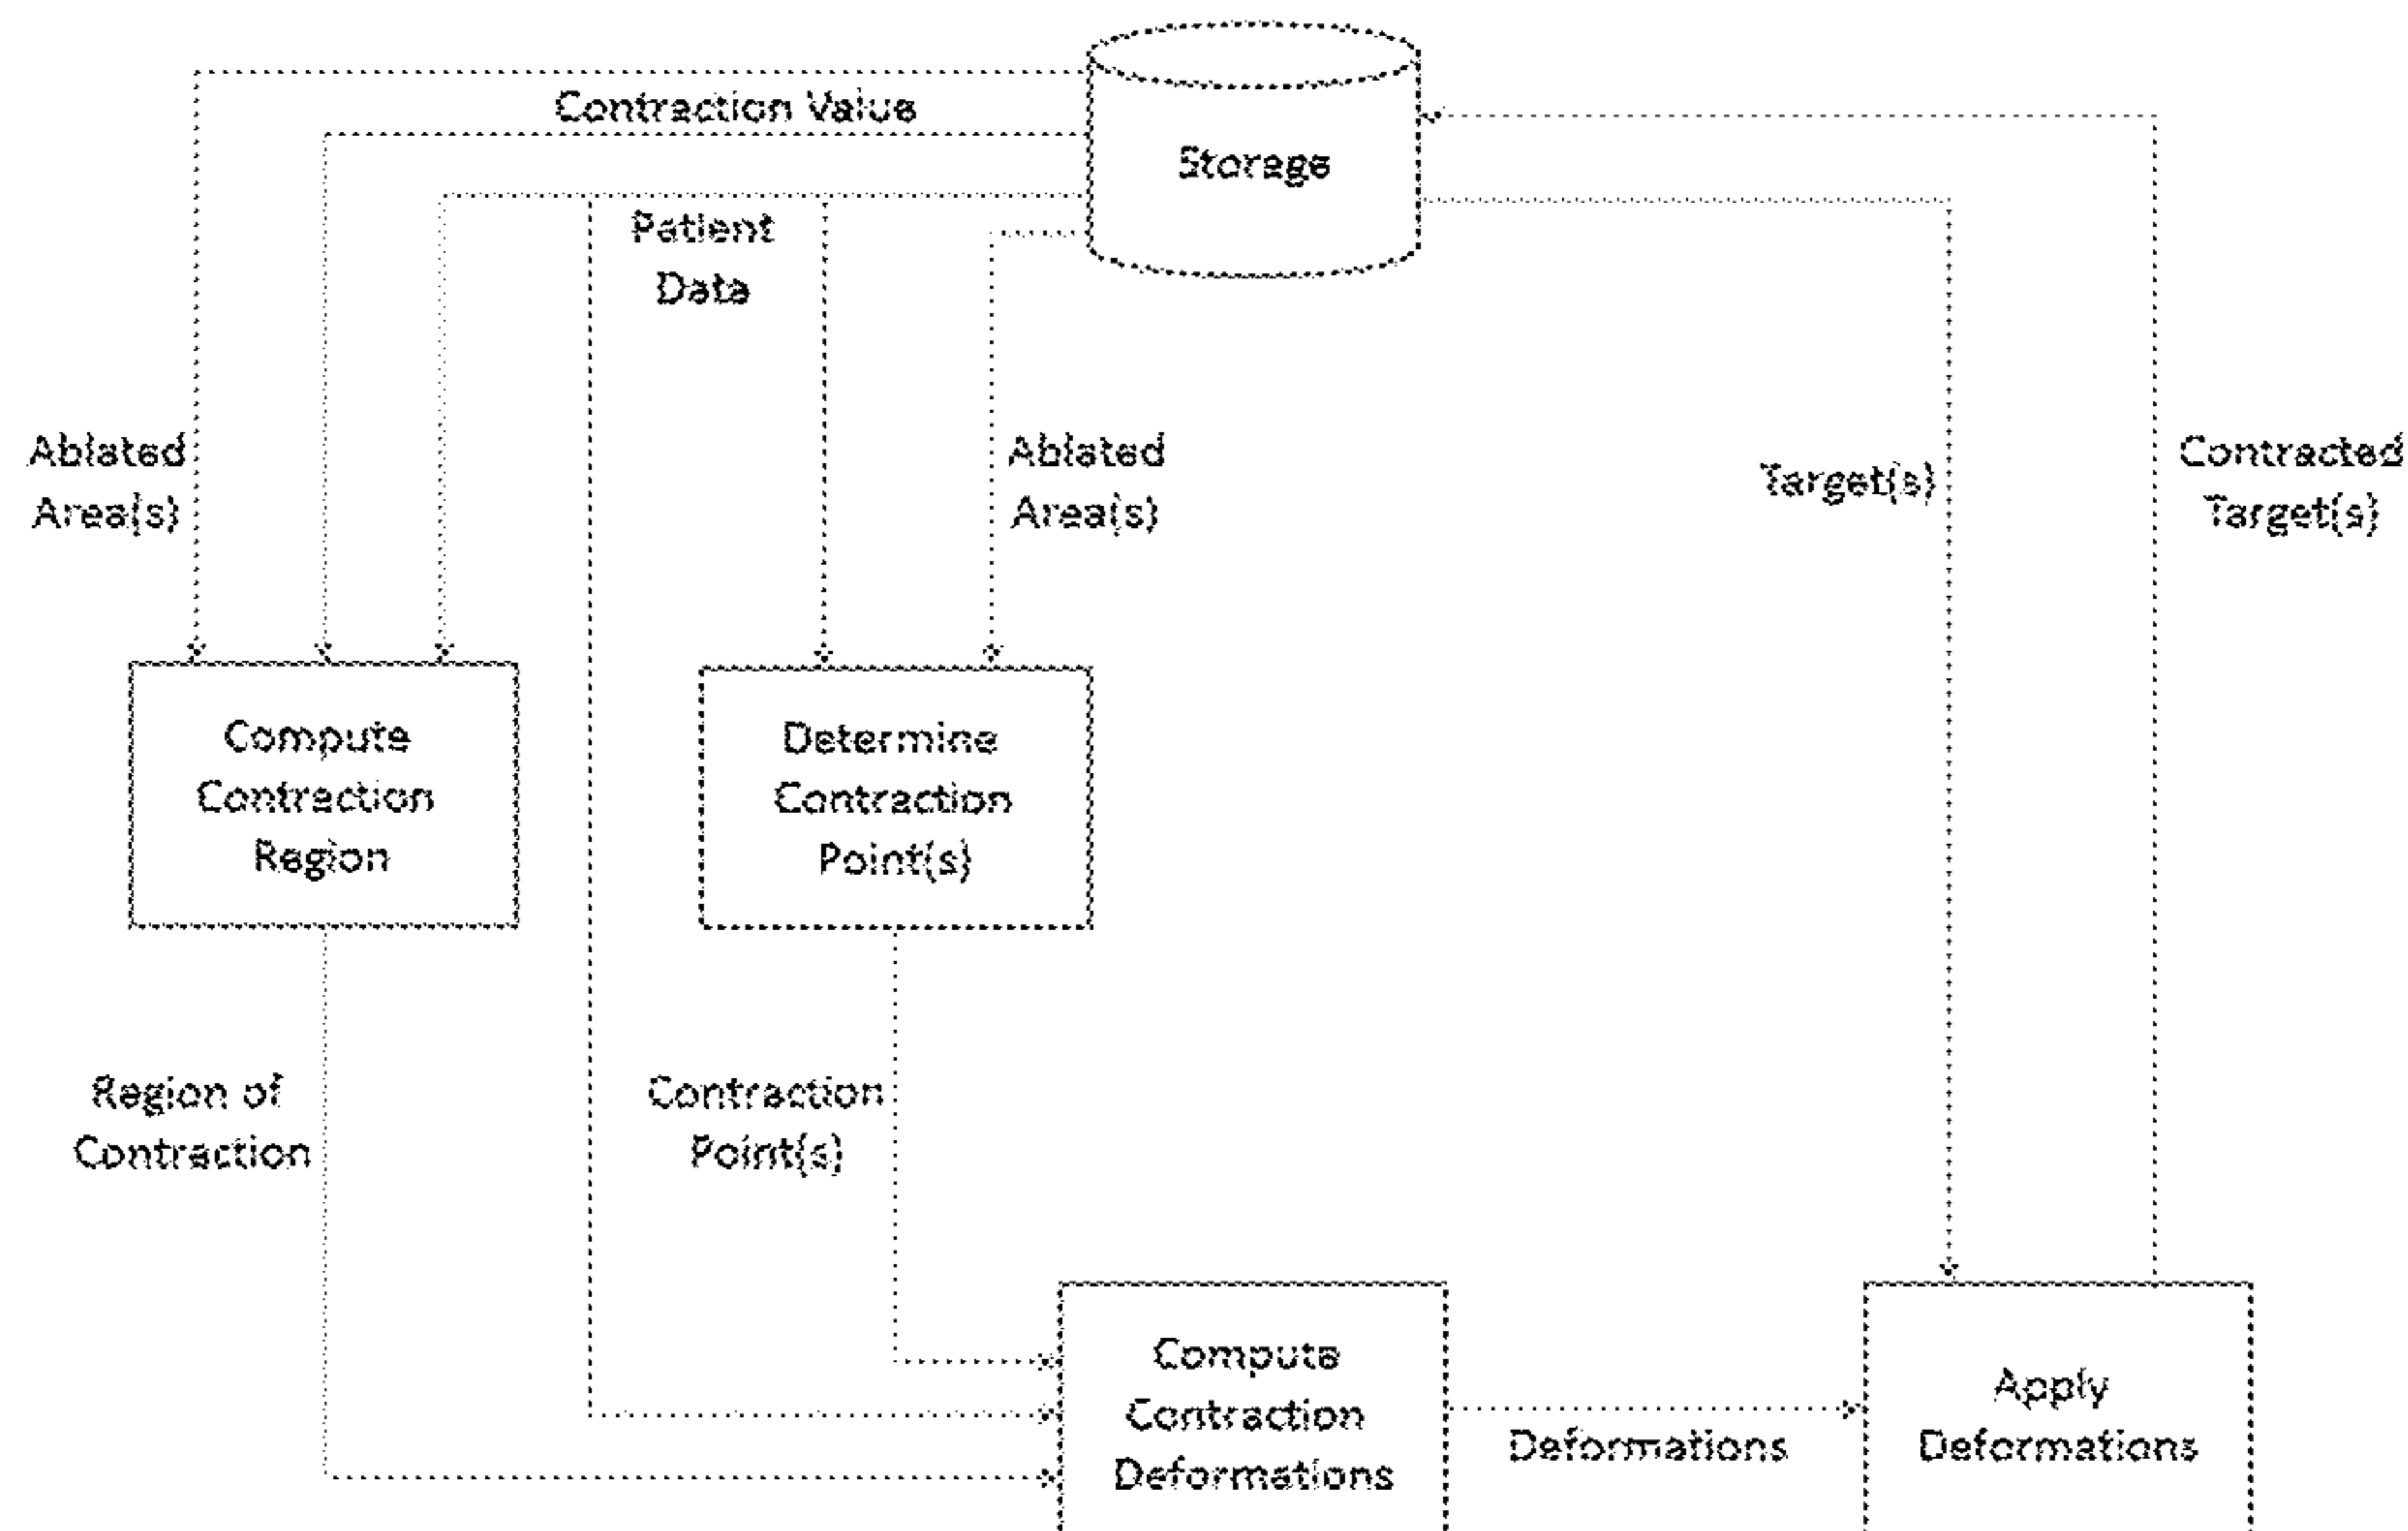 Contraction Value
Storage
Patient
Data
Ablated
Area(s)
Ablated
Area(s)
Target(s)
Contracted
Target(s)
Compute
Contraction
Region
Determine
Contraction
Point(s)
Region of
Contraction
Contraction
Point(s)
Compute
Contraction
Deformations
Deformations
Apply
Deformations